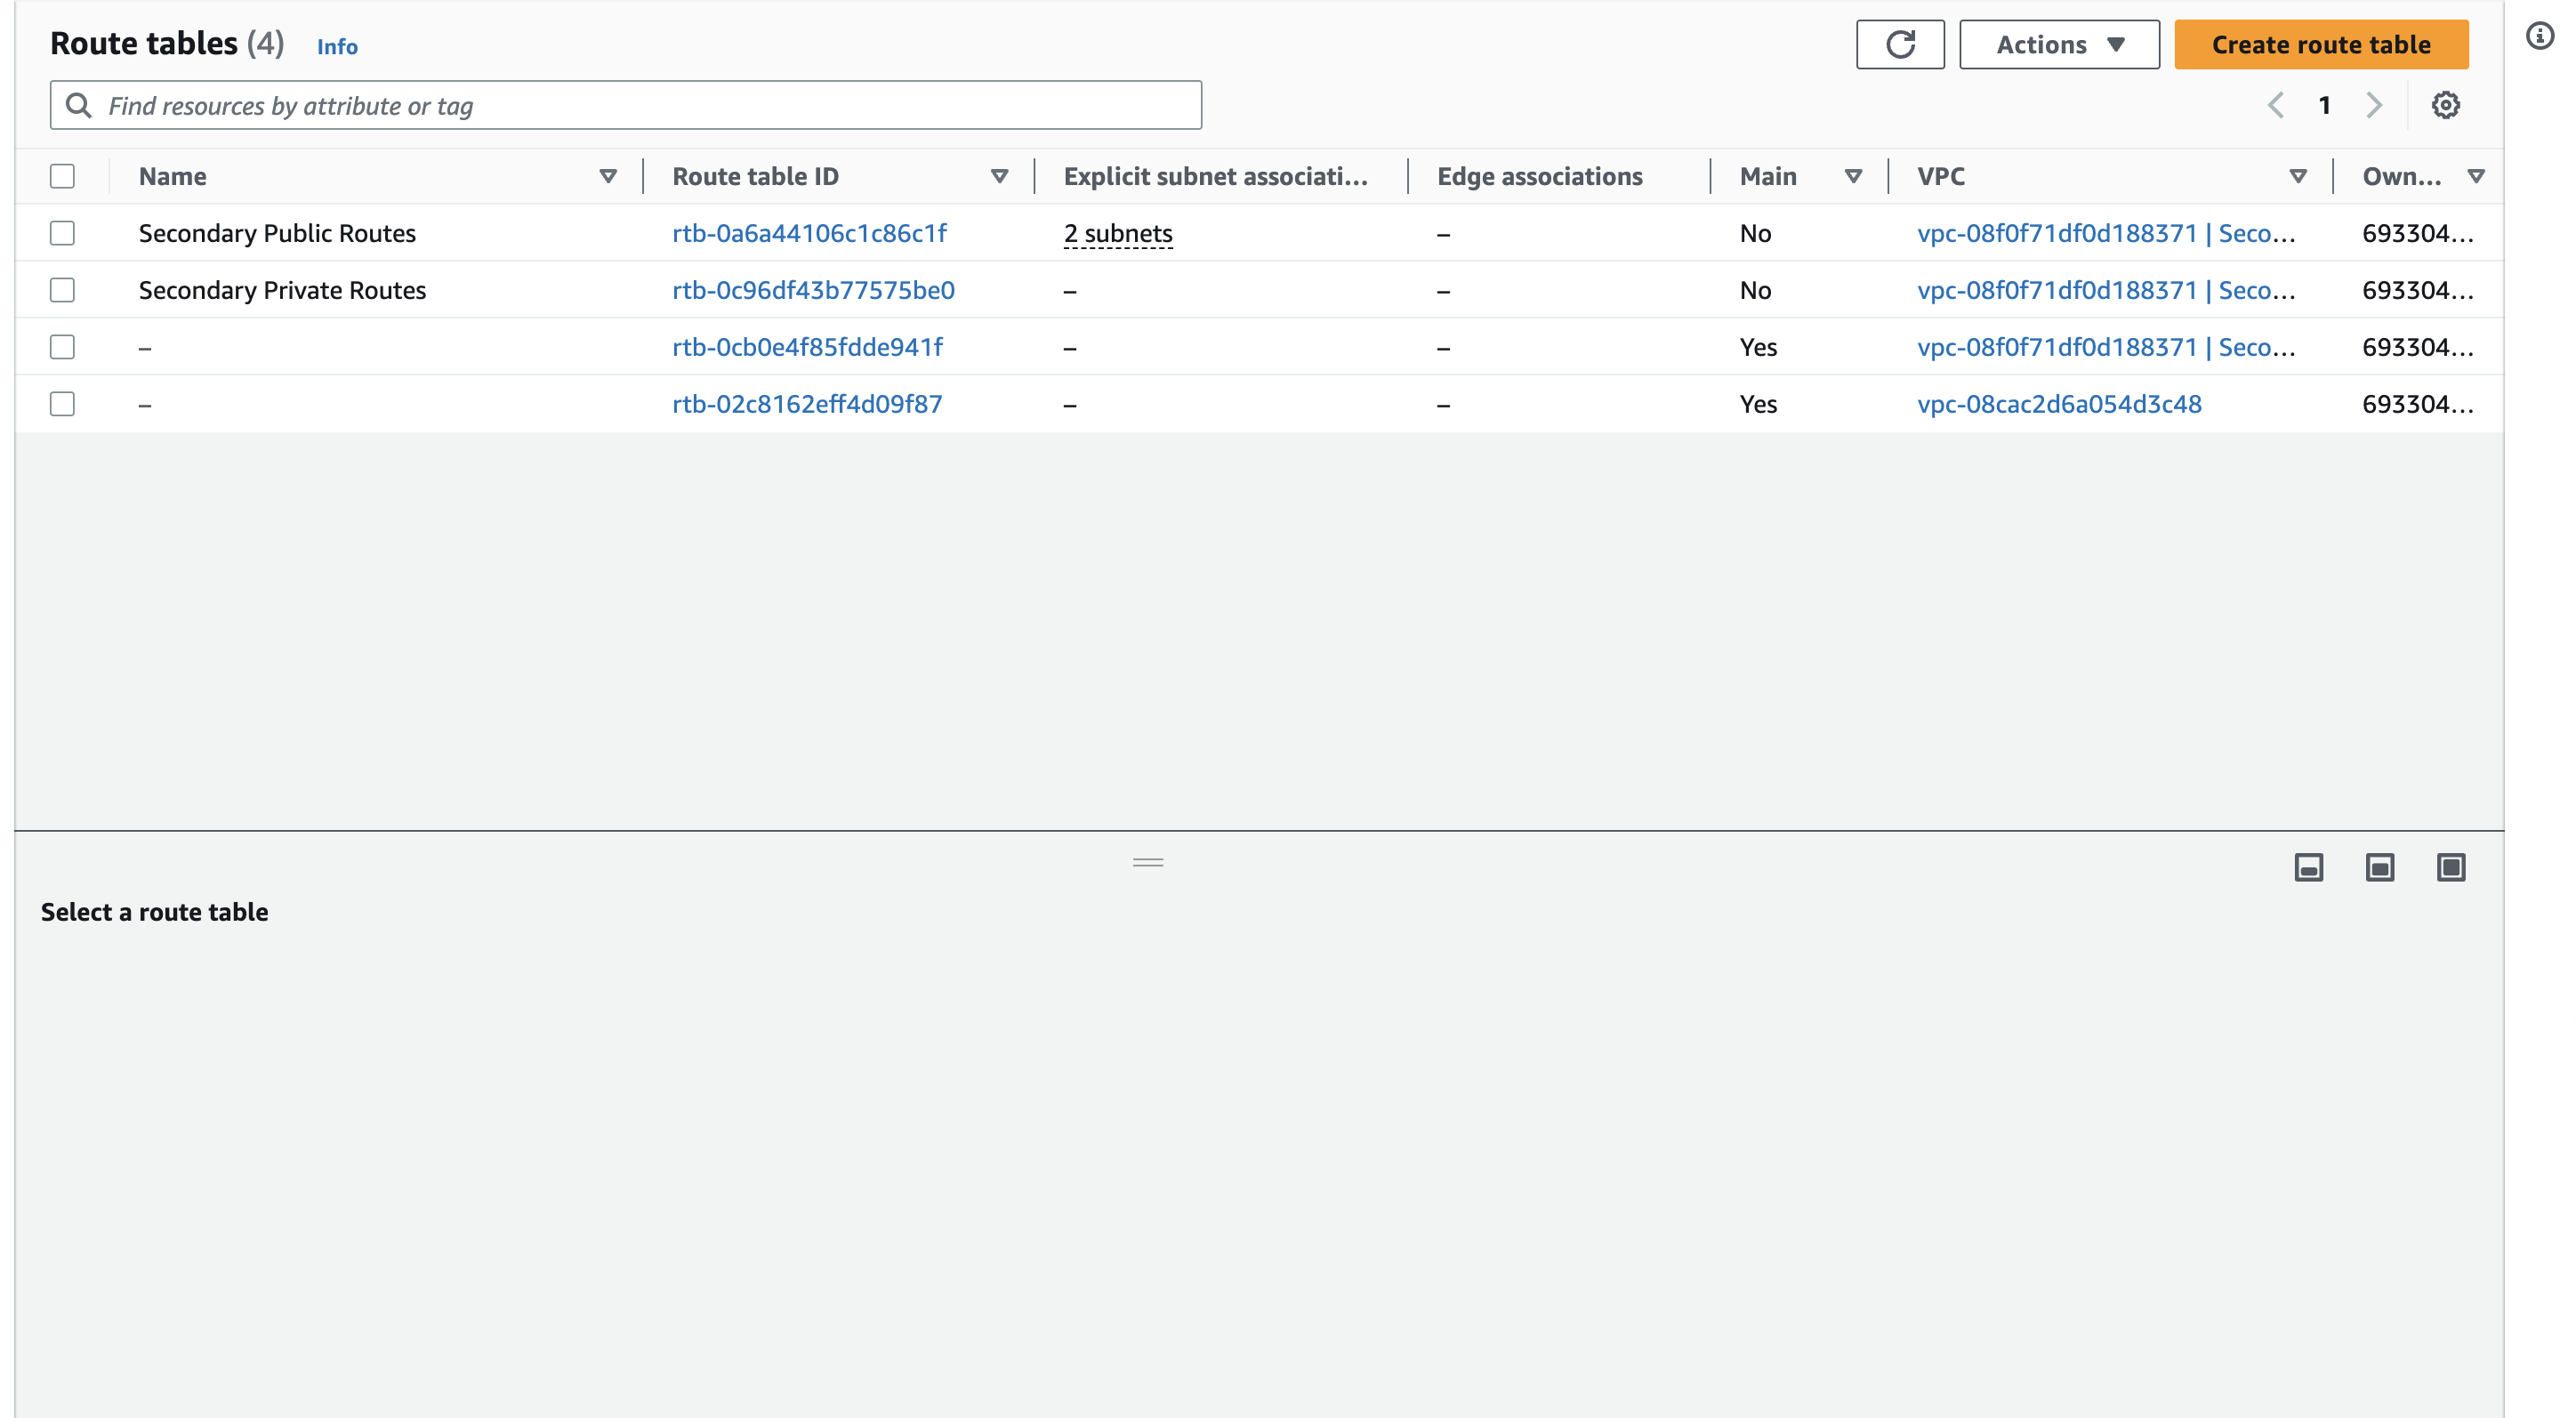 Route tables (4) Info
Actions
Create route table
Find resources by attribute or tag
1
Name Route table ID Explicit subnet associati... Edge associations Main VPC Own...
Secondary Public Routes rtb-0a6a44106c1c86c1f 2 subnets – No vpc-08f0f71df0d188371 | Seco... 693304...
Secondary Private Routes rtb-0c96df43b77575be0 – – No vpc-08f0f71df0d188371 | Seco... 693304...
– rtb-0cb0e4f85fdde941f – – Yes vpc-08f0f71df0d188371 | Seco... 693304...
– rtb-02c8162eff4d09f87 – – Yes vpc-08cac2d6a054d3c48 693304...
Select a route table